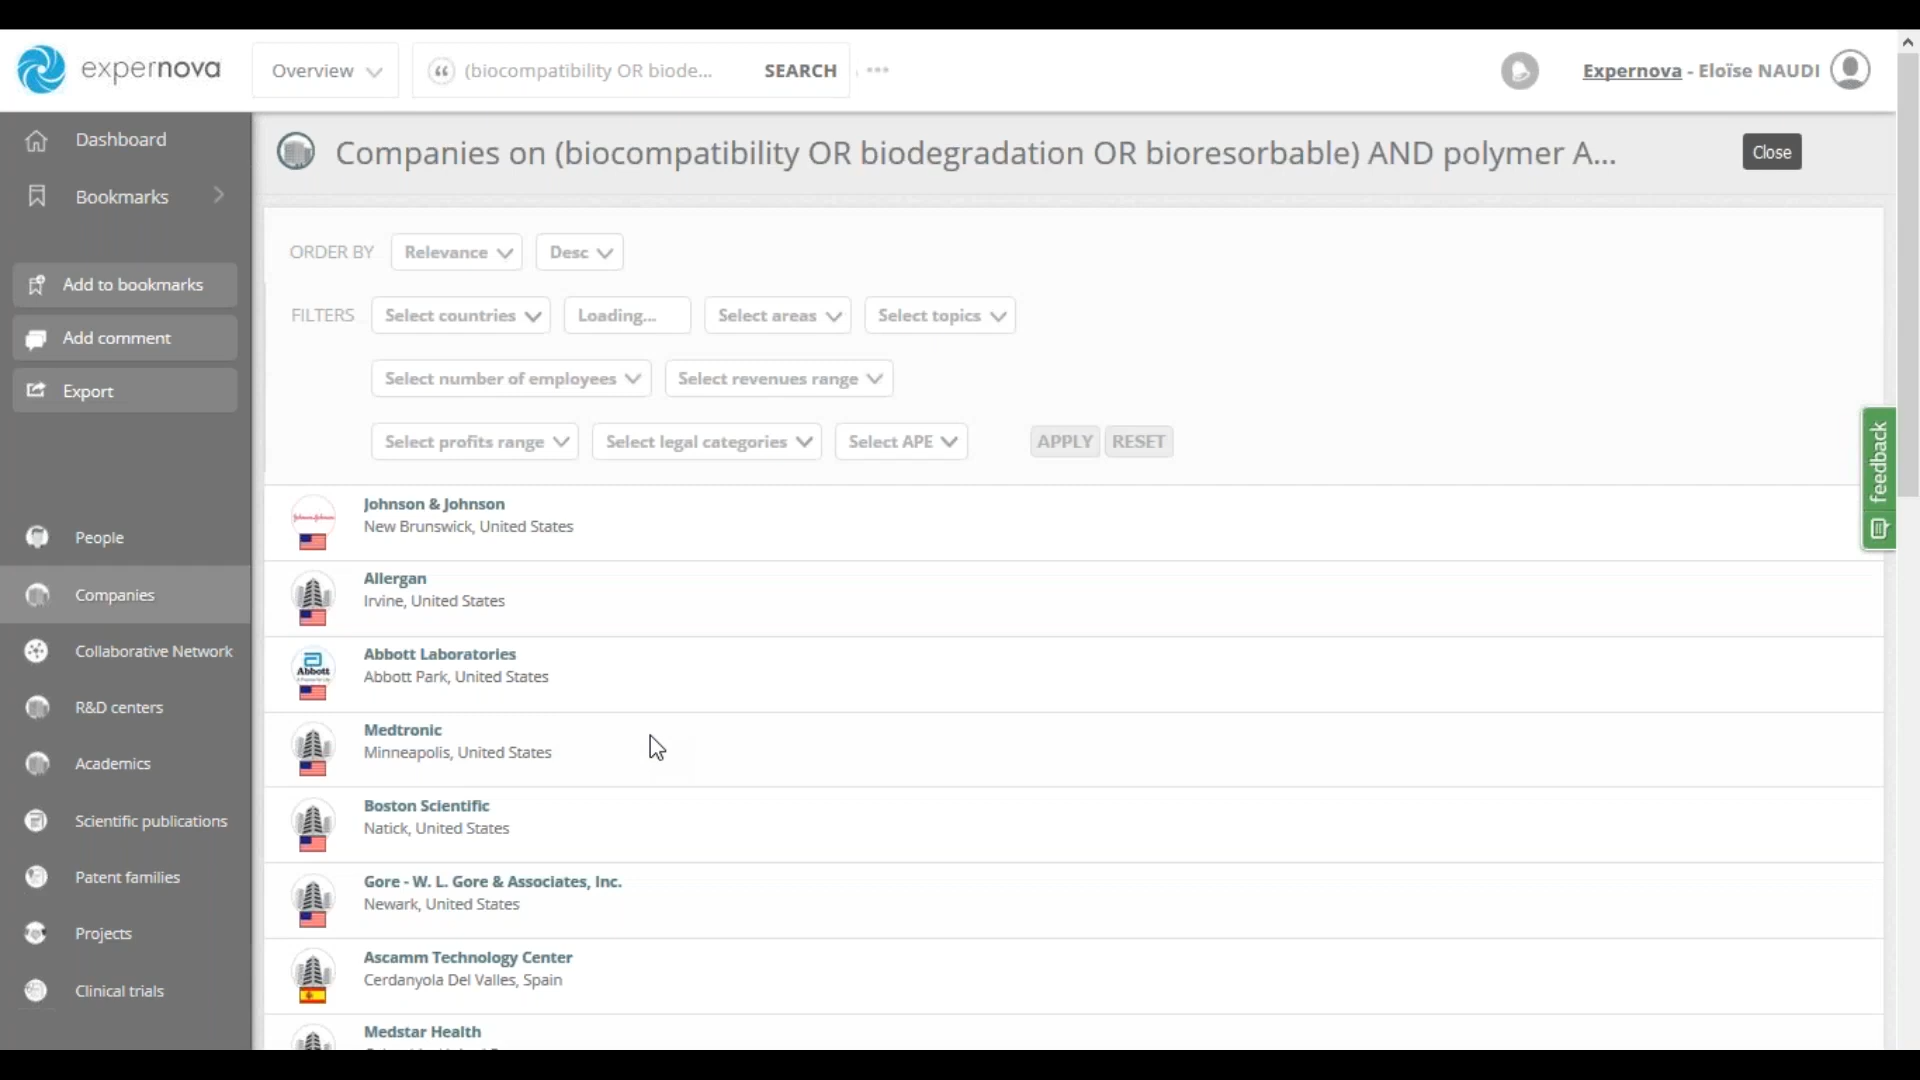 expernova
Overview
(biocompatibility OR biode...
SEARCH
Expernova - Eloïse NAUDI
Dashboard
Bookmarks
Add to bookmarks
Add comment
Export
People
Companies
Collaborative Network
R&D centers
Academics
Scientific publications
Patent families
Projects
Clinical trials
Companies on (biocompatibility OR biodegradation OR bioresorbable) AND polymer A...
Close
ORDER BY Relevance Desc
FILTERS Select countries Loading... Select areas Select topics
Select number of employees Select revenues range
Select profits range Select legal categories Select APE APPLY RESET
Johnson & Johnson
New Brunswick, United States
Allergan
Irvine, United States
Abbott
Abbott Laboratories
Abbott Park, United States
Medtronic
Minneapolis, United States
Boston Scientific
Natick, United States
Gore - W. L. Gore & Associates, Inc.
Newark, United States
Ascamm Technology Center
Cerdanyola Del Valles, Spain
Medstar Health
feedback